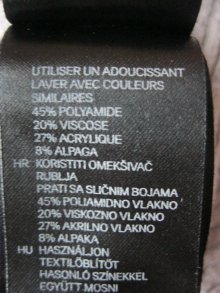 UTILISER UN ADOUCISSANT
LAVER AVEC COULEURS
SIMILAIRES
45% POLYAMIDE
20% VISCOSE
27% ACRYLIQUE
8% ALPAGA
HR KORISTITI OMEKŠIVAČ
RUBLJA
PRATI SA SLIČNIM BOJAMA
45% POLIAMIDNO VLAKNO
20% VISKOZNO VLAKNO
27% AKRILNO VLAKNO
8% ALPAKA
HU HASZNÁLJON
TEXTILÖBLÍTŐT
HASONLÓ SZÍNEKKEL
EGYÜTT MOSNI